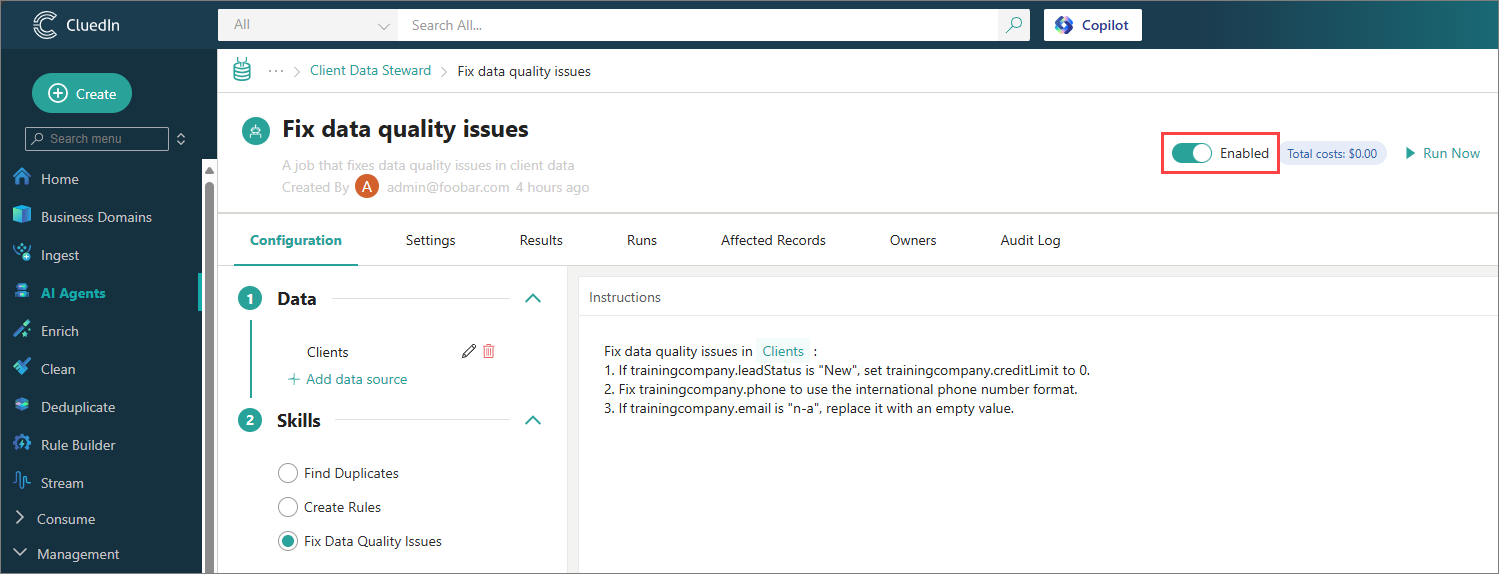 CluedIn
All
Search All...
Copilot
Create
Search menu
Home
Business Domains
Ingest
AI Agents
Enrich
Clean
Deduplicate
Rule Builder
Stream
Consume
Management
··· > Client Data Steward > Fix data quality issues
Fix data quality issues
A job that fixes data quality issues in client data
Created By A admin@foobar.com 4 hours ago
Enabled
Total costs: $0.00
Run Now
Configuration
Settings
Results
Runs
Affected Records
Owners
Audit Log
1 Data
Clients
+ Add data source
2 Skills
Find Duplicates
Create Rules
Fix Data Quality Issues
Instructions
Fix data quality issues in Clients :
1. If trainingcompany.leadStatus is "New", set trainingcompany.creditLimit to 0.
2. Fix trainingcompany.phone to use the international phone number format.
3. If trainingcompany.email is "n-a", replace it with an empty value.